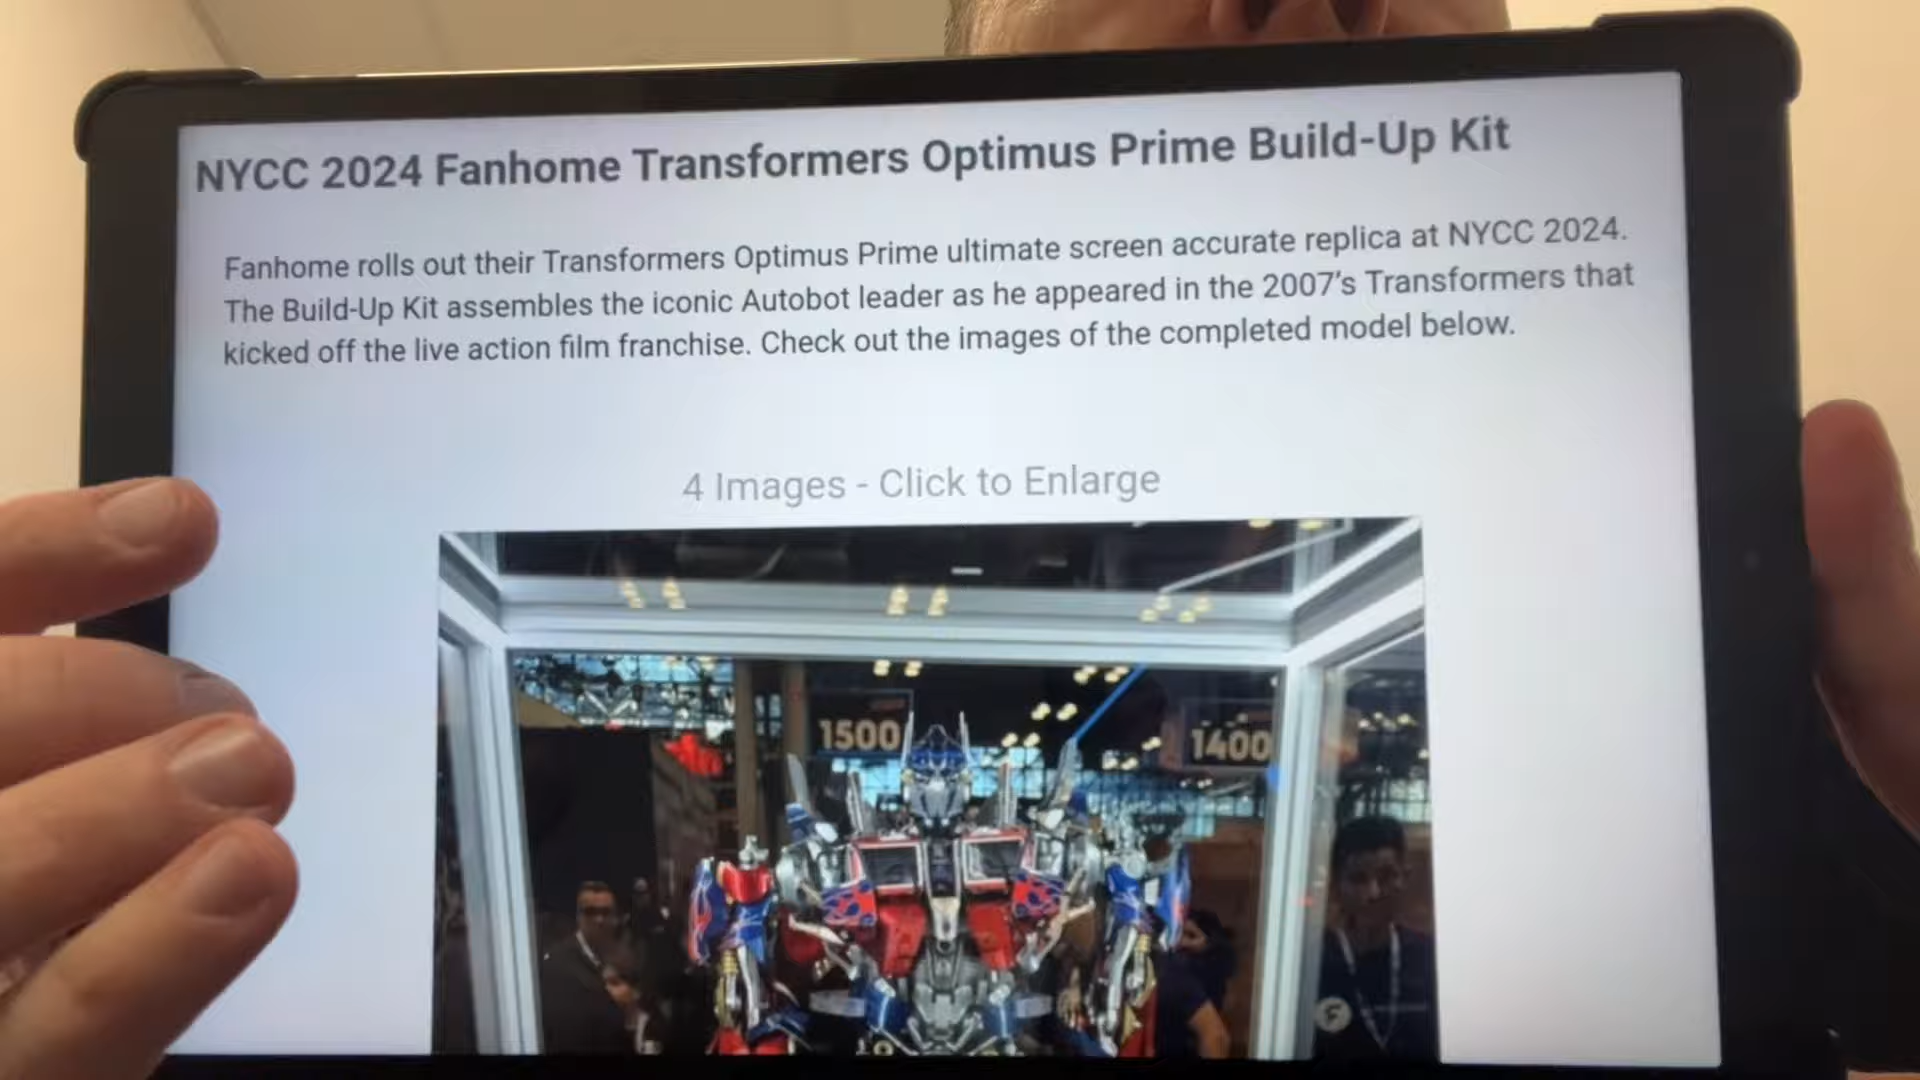 NYCC 2024 Fanhome Transformers Optimus Prime Build-Up Kit
Fanhome rolls out their Transformers Optimus Prime ultimate screen accurate replica at NYCC 2024.
The Build-Up Kit assembles the iconic Autobot leader as he appeared in the 2007's Transformers that
kicked off the live action film franchise. Check out the images of the completed model below.
4 Images - Click to Enlarge
1500
1400
F